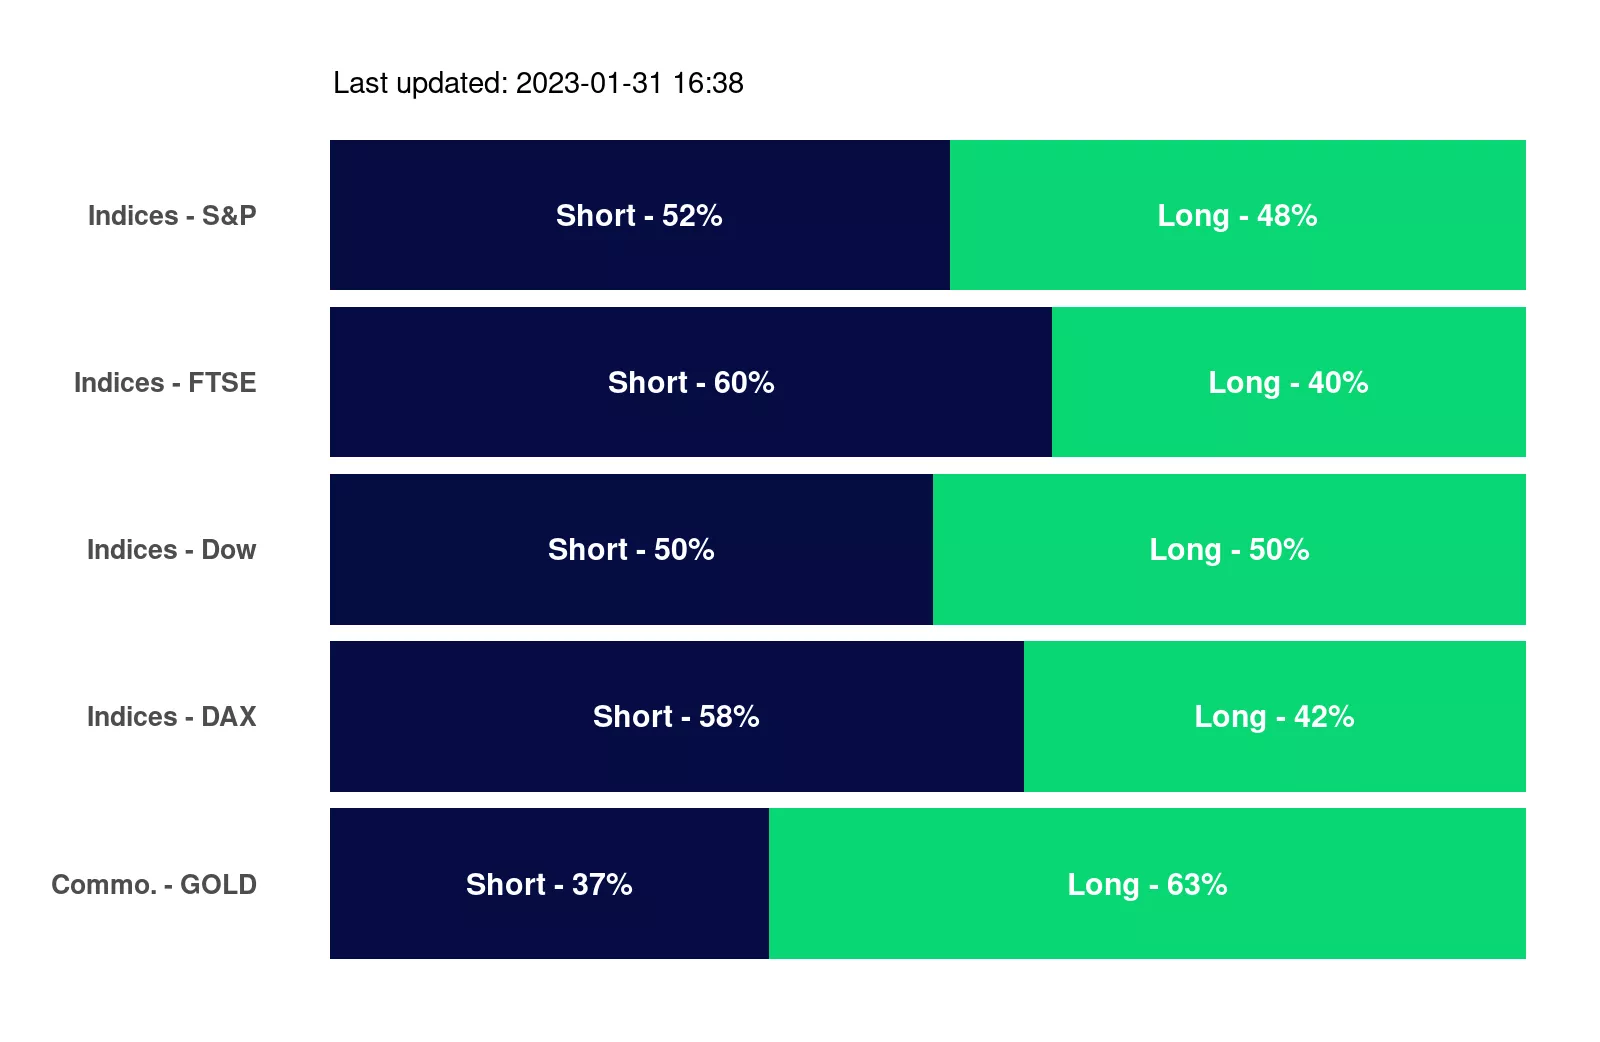 Last updated: 2023-01-31 16:38
Indices - S&P Short - 52% Long - 48%
Indices - FTSE Short - 60% Long - 40%
Indices - Dow Short - 50% Long - 50%
Indices - DAX Short - 58% Long - 42%
Commo. - GOLD Short - 37% Long - 63%